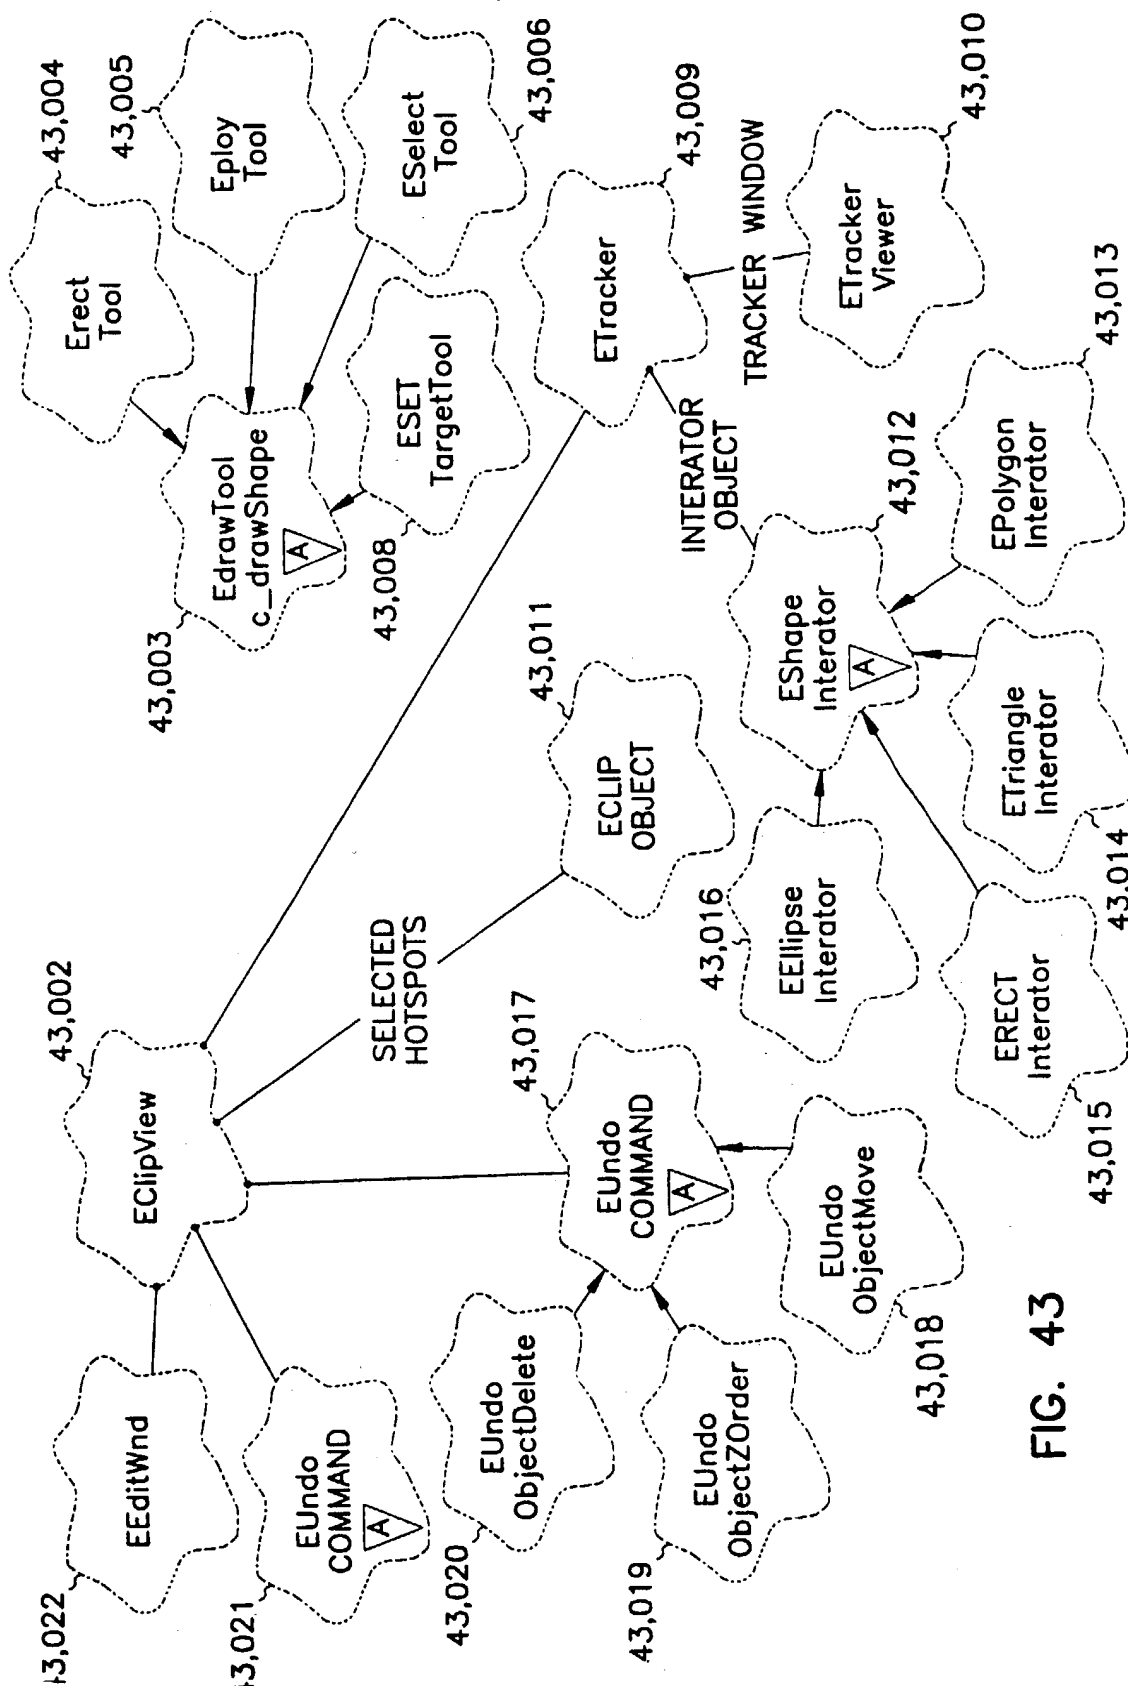 43,002
EClipView
43,022
EEditWnd
43,021
EUndo
COMMAND
A
43,020
EUndo
ObjectDelete
43,019
EUndo
ObjectZOrder
43,018
EUndo
ObjectMove
43,017
EUndo
COMMAND
A
SELECTED
HOTSPOTS
43,011
ECLIP
OBJECT
43,003
EdrawTool
c_drawShape
A
43,004
Erect
Tool
43,005
Eploy
Tool
43,006
ESelect
Tool
43,008
ESET
TargetTool
43,009
ETracker
TRACKER WINDOW
43,010
ETracker
Viewer
INTERATOR
OBJECT
43,012
EShape
Interator
A
43,013
EPolygon
Interator
43,014
ETriangle
Interator
43,015
ERECT
Interator
43,016
EEllipse
Interator
FIG. 43